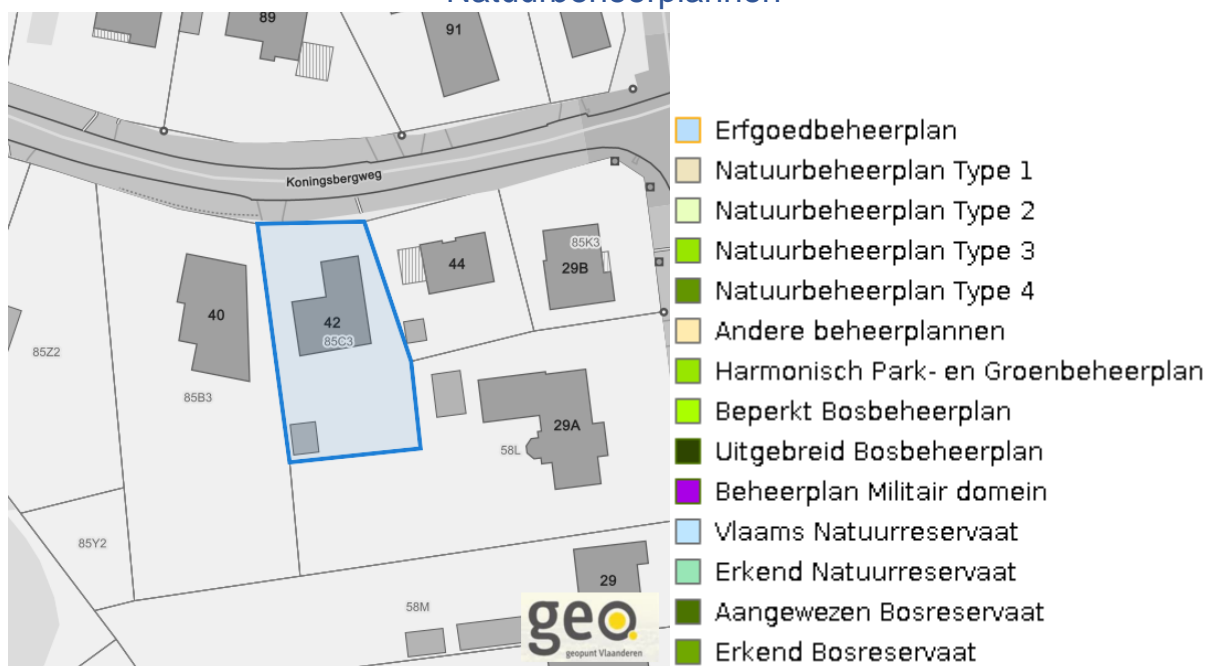 Natuurbeheerplannen
89
91
Koningsbergweg
85K3
44
29B
40
42
85C3
85Z2
85B3
29A
58L
85Y2
29
58M
geo
geopunt Vlaanderen
Erfgoedbeheerplan
Natuurbeheerplan Type 1
Natuurbeheerplan Type 2
Natuurbeheerplan Type 3
Natuurbeheerplan Type 4
Andere beheerplannen
Harmonisch Park- en Groenbeheerplan
Beperkt Bosbeheerplan
Uitgebreid Bosbeheerplan
Beheerplan Militair domein
Vlaams Natuurreservaat
Erkend Natuurreservaat
Aangewezen Bosreservaat
Erkend Bosreservaat